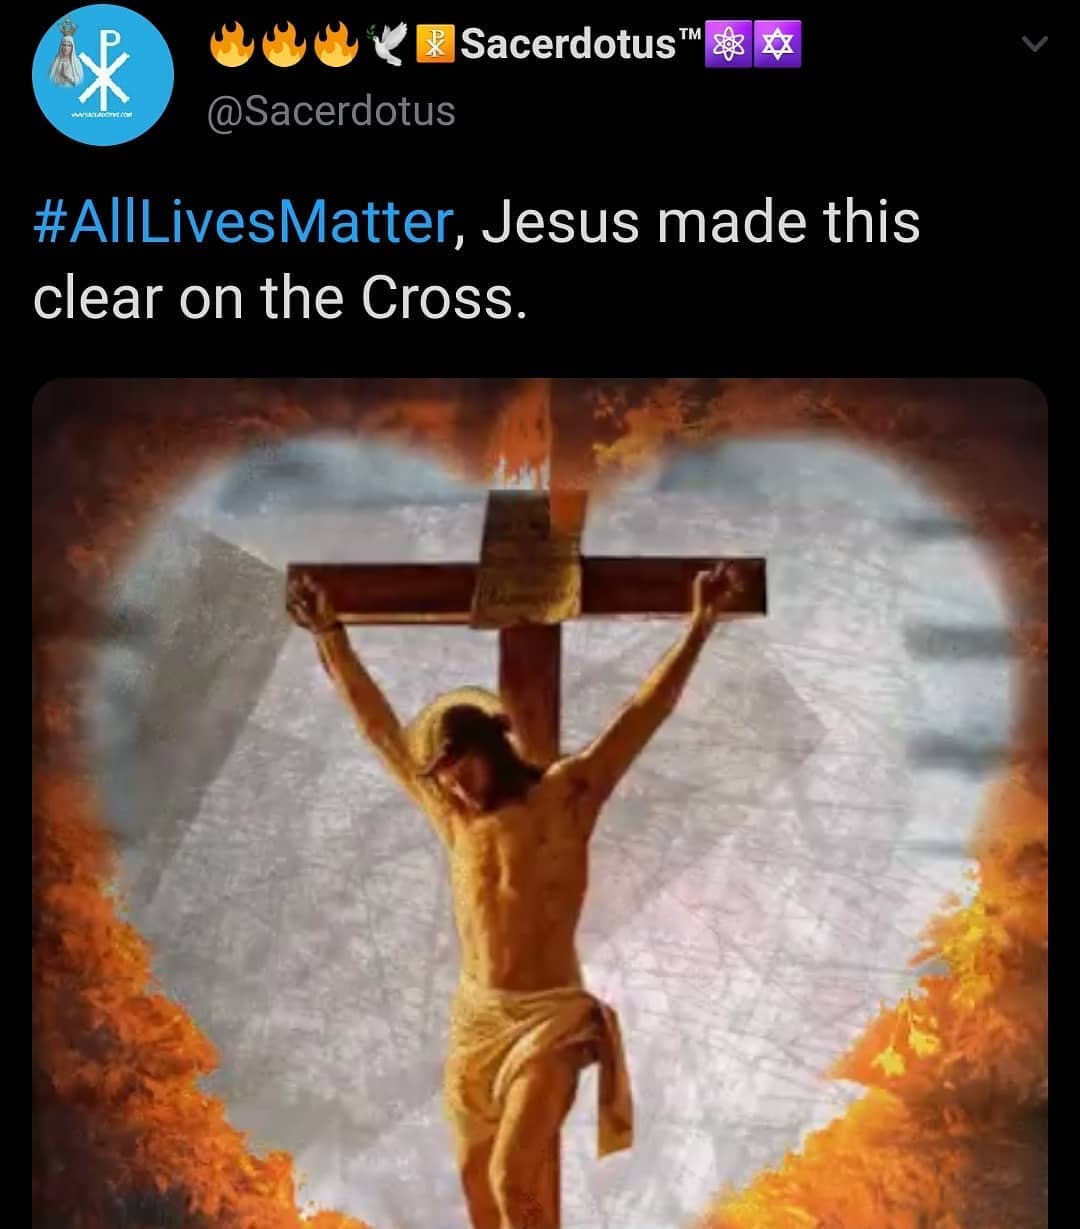 🔥🔥🔥🕊☧Sacerdotus™⚛✡
@Sacerdotus
#AllLivesMatter, Jesus made this
clear on the Cross.